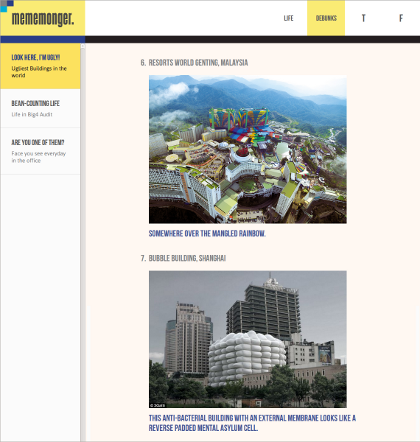 mememonger.
LIFE
DEBUNKS
T
F
LOOK HERE, I'M UGLY!
Ugliest Buildings in the
world
BEAN-COUNTING LIFE
Life In Big4 Audit
ARE YOU ONE OF THEM?
Face you see everyday
in the office
6. RESORTS WORLD GENTING, MALAYSIA
SOMEWHERE OVER THE MANGLED RAINBOW.
7. BUBBLE BUILDING, SHANGHAI
THIS ANTI-BACTERIAL BUILDING WITH AN EXTERNAL MEMBRANE LOOKS LIKE A
REVERSE PADDED MENTAL ASYLUM CELL.